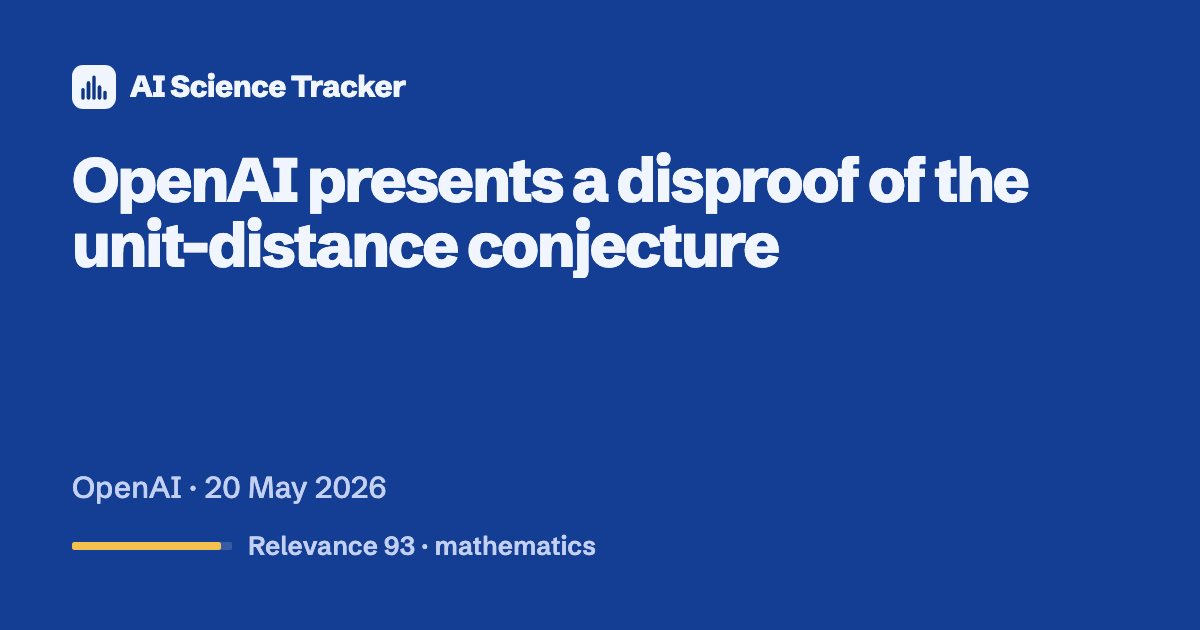 AI Science Tracker
OpenAI presents a disproof of the
unit-distance conjecture
OpenAI · 20 May 2026
Relevance 93 · mathematics